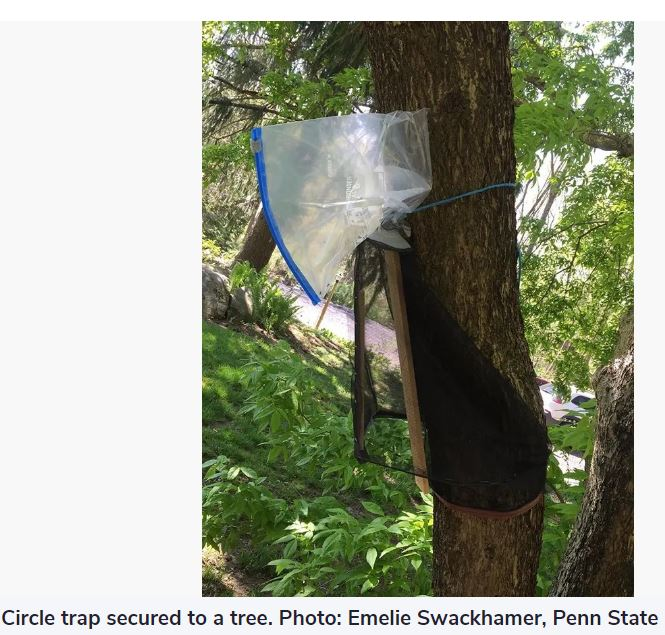 Circle trap secured to a tree. Photo: Emelie Swackhamer, Penn State